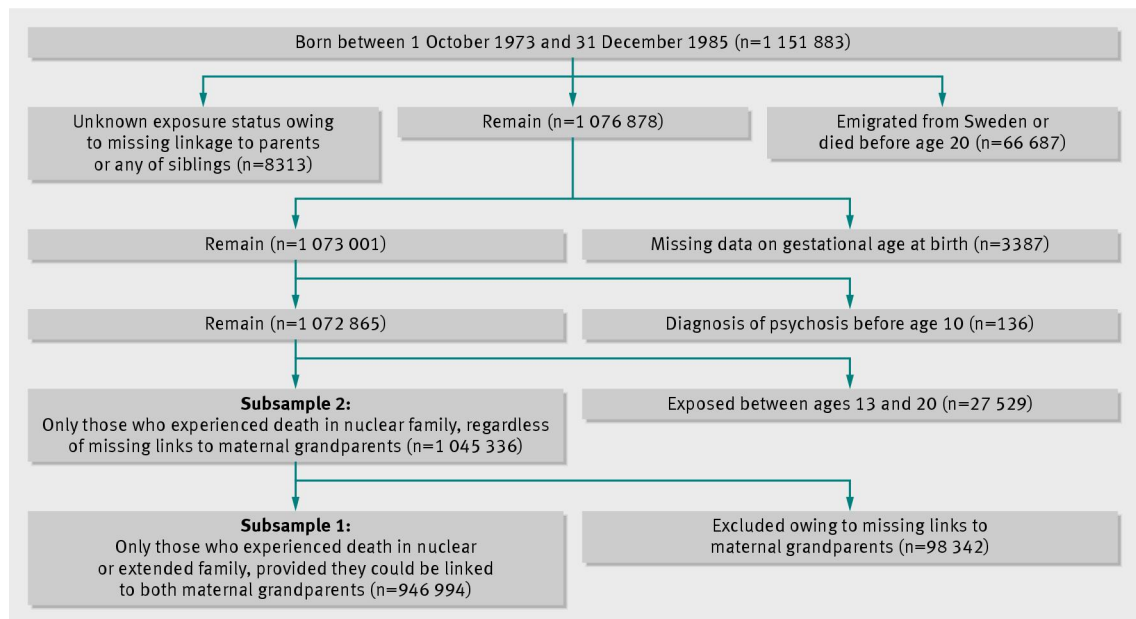 Born between 1 October 1973 and 31 December 1985 (n=1 151 883)
Unknown exposure status owing
to missing linkage to parents
or any of siblings (n=8313)
Remain (n=1 076 878)
Emigrated from Sweden or
died before age 20 (n=66 687)
Remain (n=1 073 001)
Missing data on gestational age at birth (n=3387)
Remain (n=1 072 865)
Diagnosis of psychosis before age 10 (n=136)
Subsample 2:
Only those who experienced death in nuclear family, regardless
of missing links to maternal grandparents (n=1 045 336)
Exposed between ages 13 and 20 (n=27 529)
Subsample 1:
Only those who experienced death in nuclear
or extended family, provided they could be linked
to both maternal grandparents (n=946 994)
Excluded owing to missing links to
maternal grandparents (n=98 342)